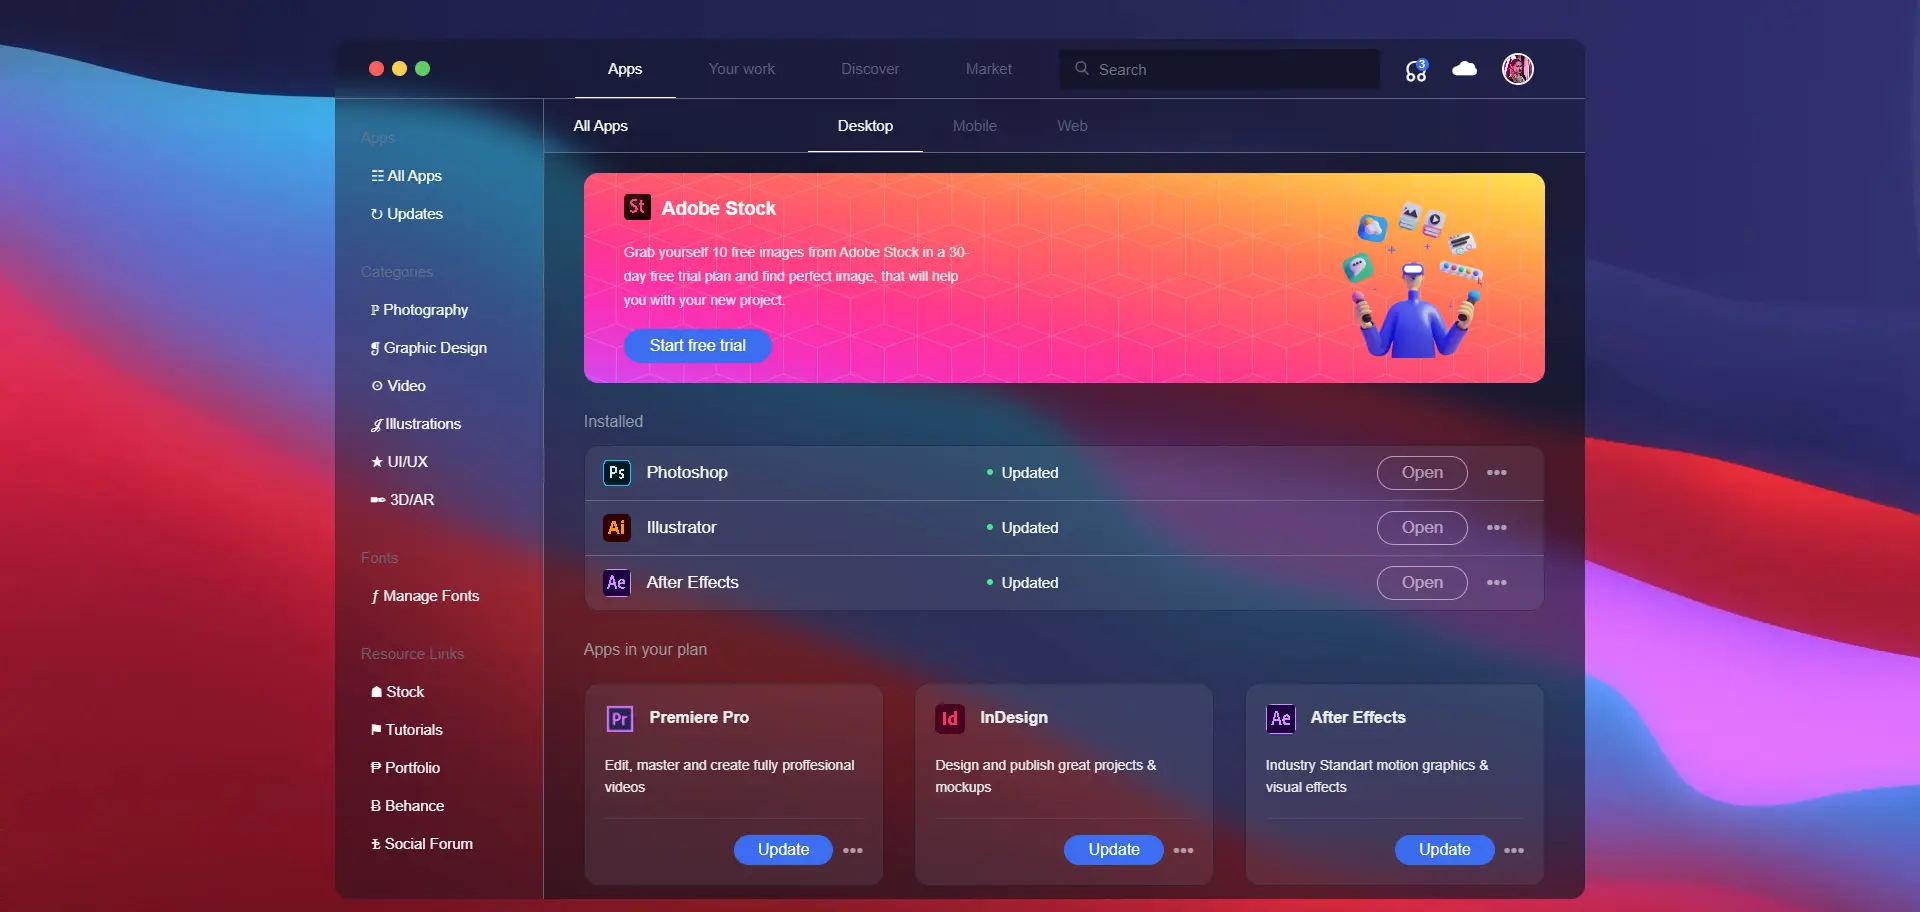 Apps
Your work
Discover
Market
Search
3
Apps
All Apps
Updates
Categories
Photography
Graphic Design
Video
Illustrations
UI/UX
3D/AR
Fonts
Manage Fonts
Resource Links
Stock
Tutorials
Portfolio
Behance
Social Forum
All Apps
Desktop
Mobile
Web
St Adobe Stock
Grab yourself 10 free images from Adobe Stock in a 30-
day free trial plan and find perfect image, that will help
you with your new project.
Start free trial
Installed
Ps Photoshop Updated Open
Ai Illustrator Updated Open
Ae After Effects Updated Open
Apps in your plan
Pr Premiere Pro
Edit, master and create fully proffesional
videos
Update
Id InDesign
Design and publish great projects &
mockups
Update
Ae After Effects
Industry Standart motion graphics &
visual effects
Update